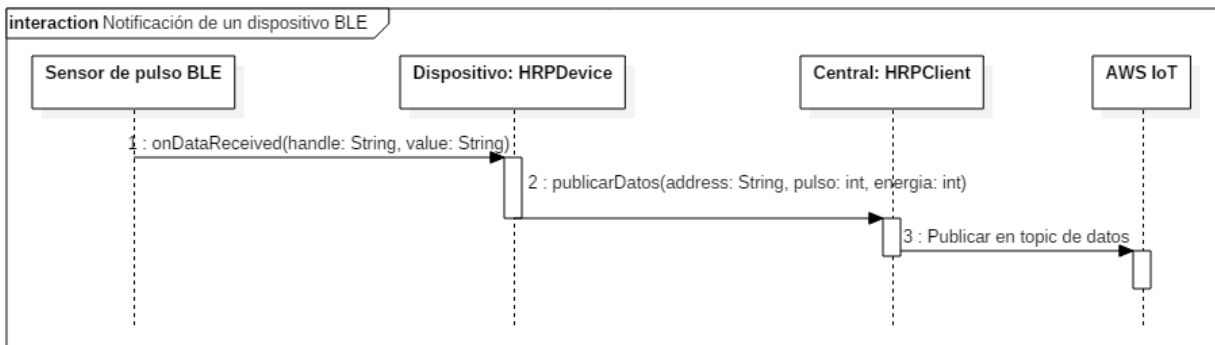 interaction Notificación de un dispositivo BLE
Sensor de pulso BLE
Dispositivo: HRPDevice
Central: HRPClient
AWS IoT
1 : onDataReceived(handle: String, value: String)
2 : publicarDatos(address: String, pulso: int, energia: int)
3 : Publicar en topic de datos